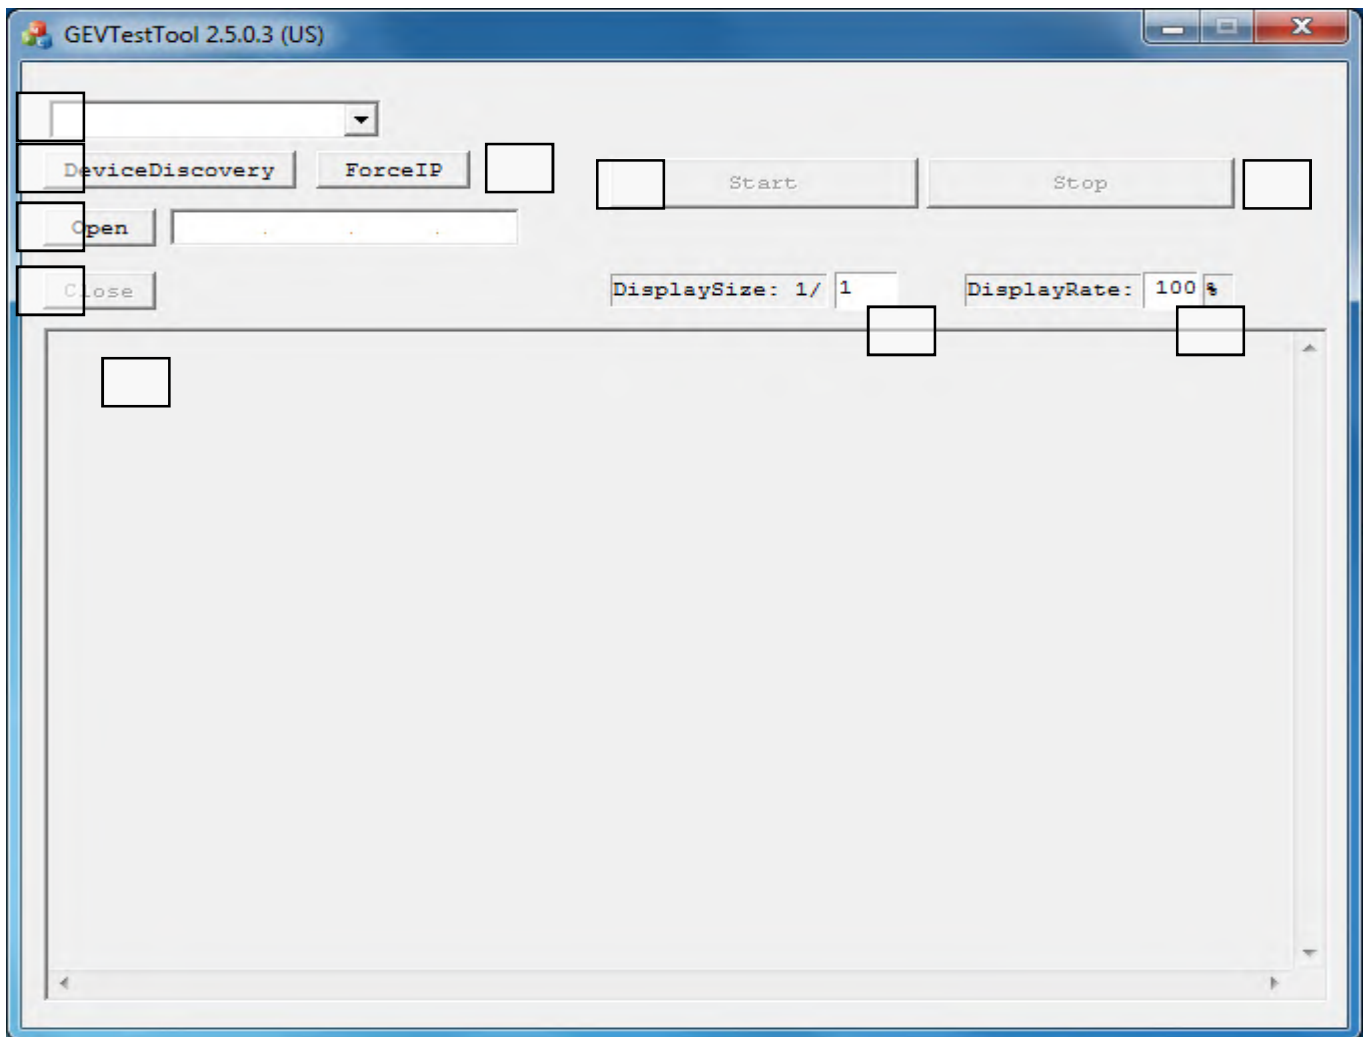 GEVTestTool 2.5.0.3 (US)
DeviceDiscovery ForceIP
Start Stop
Open . . .
Close
DisplaySize: 1/ 1 DisplayRate: 100 %